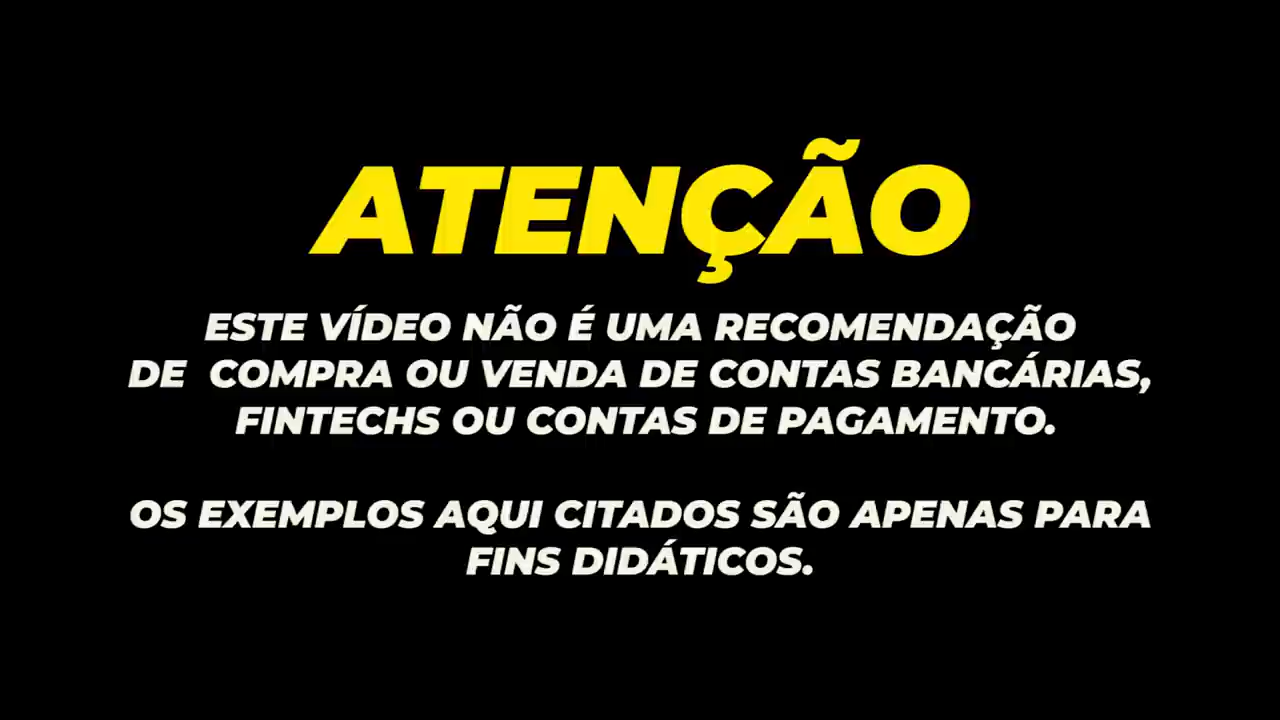 ATENÇÃO
ESTE VÍDEO NÃO É UMA RECOMENDAÇÃO
DE COMPRA OU VENDA DE CONTAS BANCÁRIAS,
FINTECHS OU CONTAS DE PAGAMENTO.
OS EXEMPLOS AQUI CITADOS SÃO APENAS PARA
FINS DIDÁTICOS.